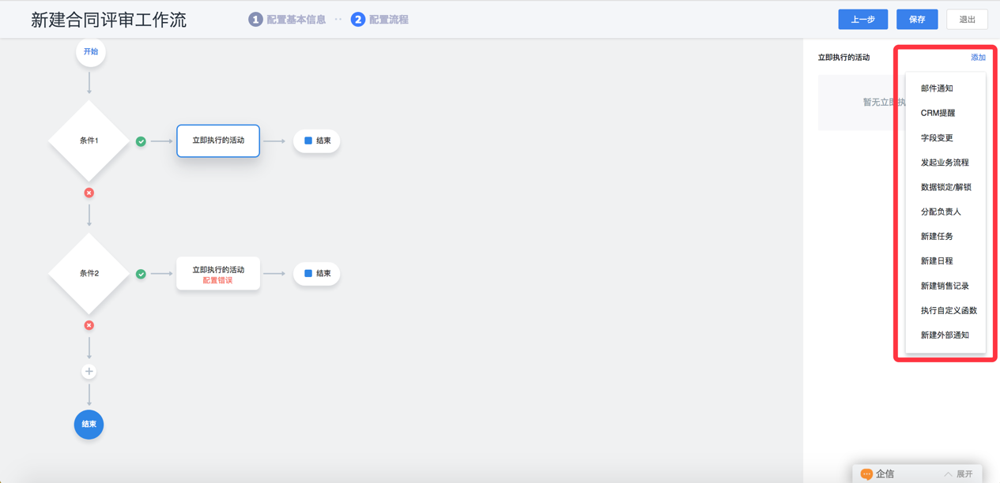 新建合同评审工作流
1 配置基本信息 ·· 2 配置流程
上一步
保存
退出
开始
条件1
立即执行的活动
结束
条件2
立即执行的活动
配置错误
结束
结束
立即执行的活动
添加
暂无立即执
邮件通知
CRM提醒
字段变更
发起业务流程
数据锁定/解锁
分配负责人
新建任务
新建日程
新建销售记录
执行自定义函数
新建外部通知
企信
展开